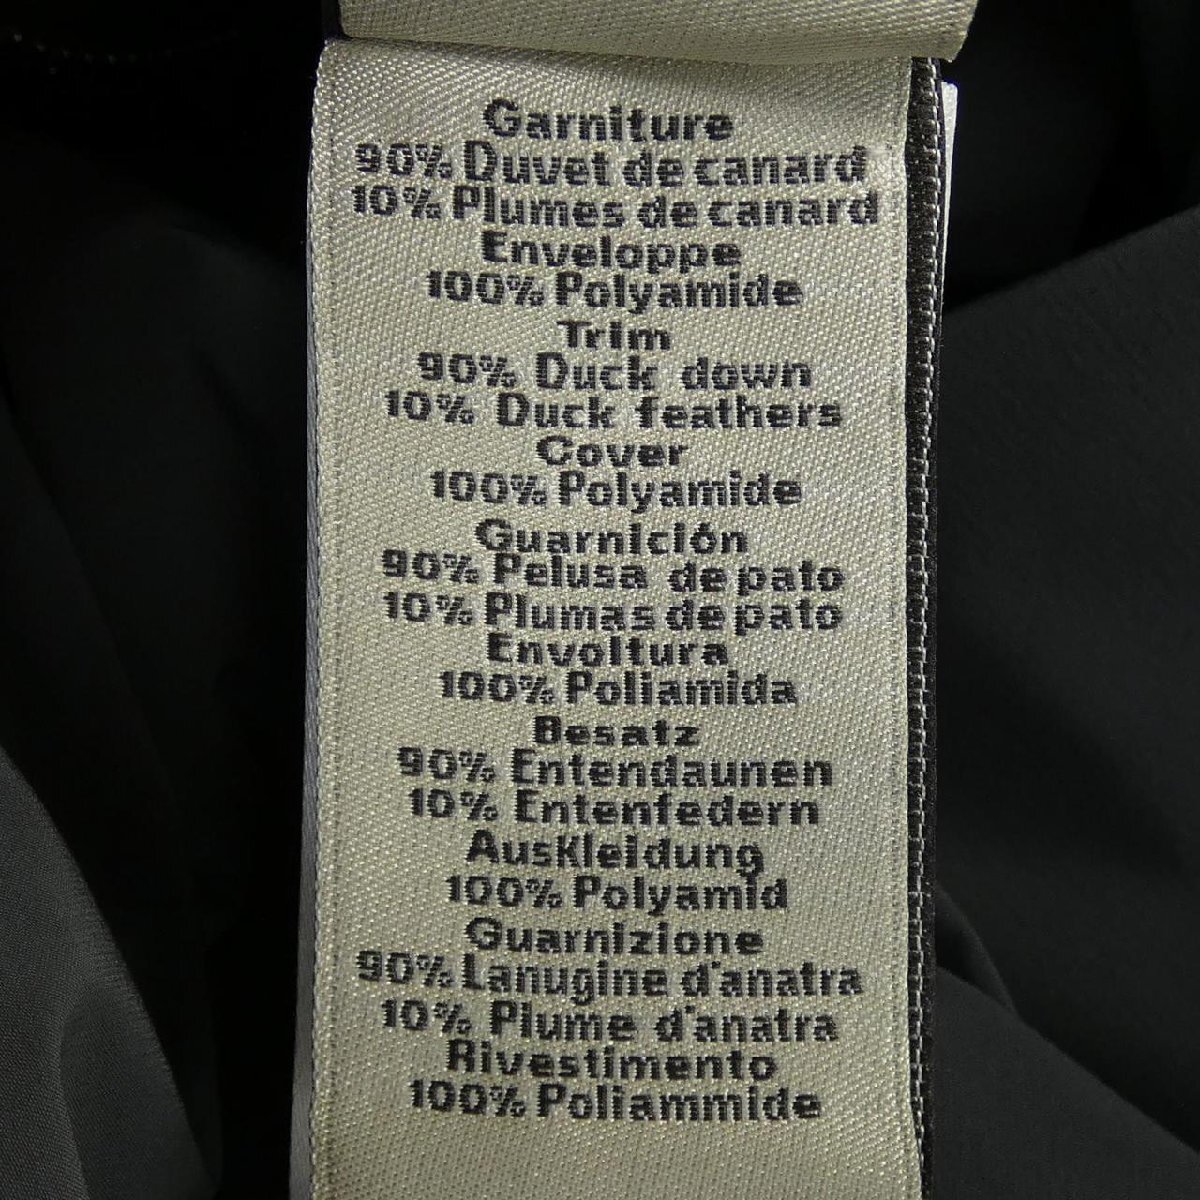 Garniture
90% Duvet de canard
10% Plumes de canard
Enveloppe
100% Polyamide
Trim
90% Duck down
10% Duck feathers
Cover
100% Polyamide
Guarnición
90% Pelusa de pato
10% Plumas de pato
Envoltura
100% Poliamida
Besatz
90% Entendaunen
10% Entenfedern
Auskleidung
100% Polyamid
Guarnizione
90% Lanugine d'anatra
10% Piume d'anatra
Rivestimento
100% Poliammide